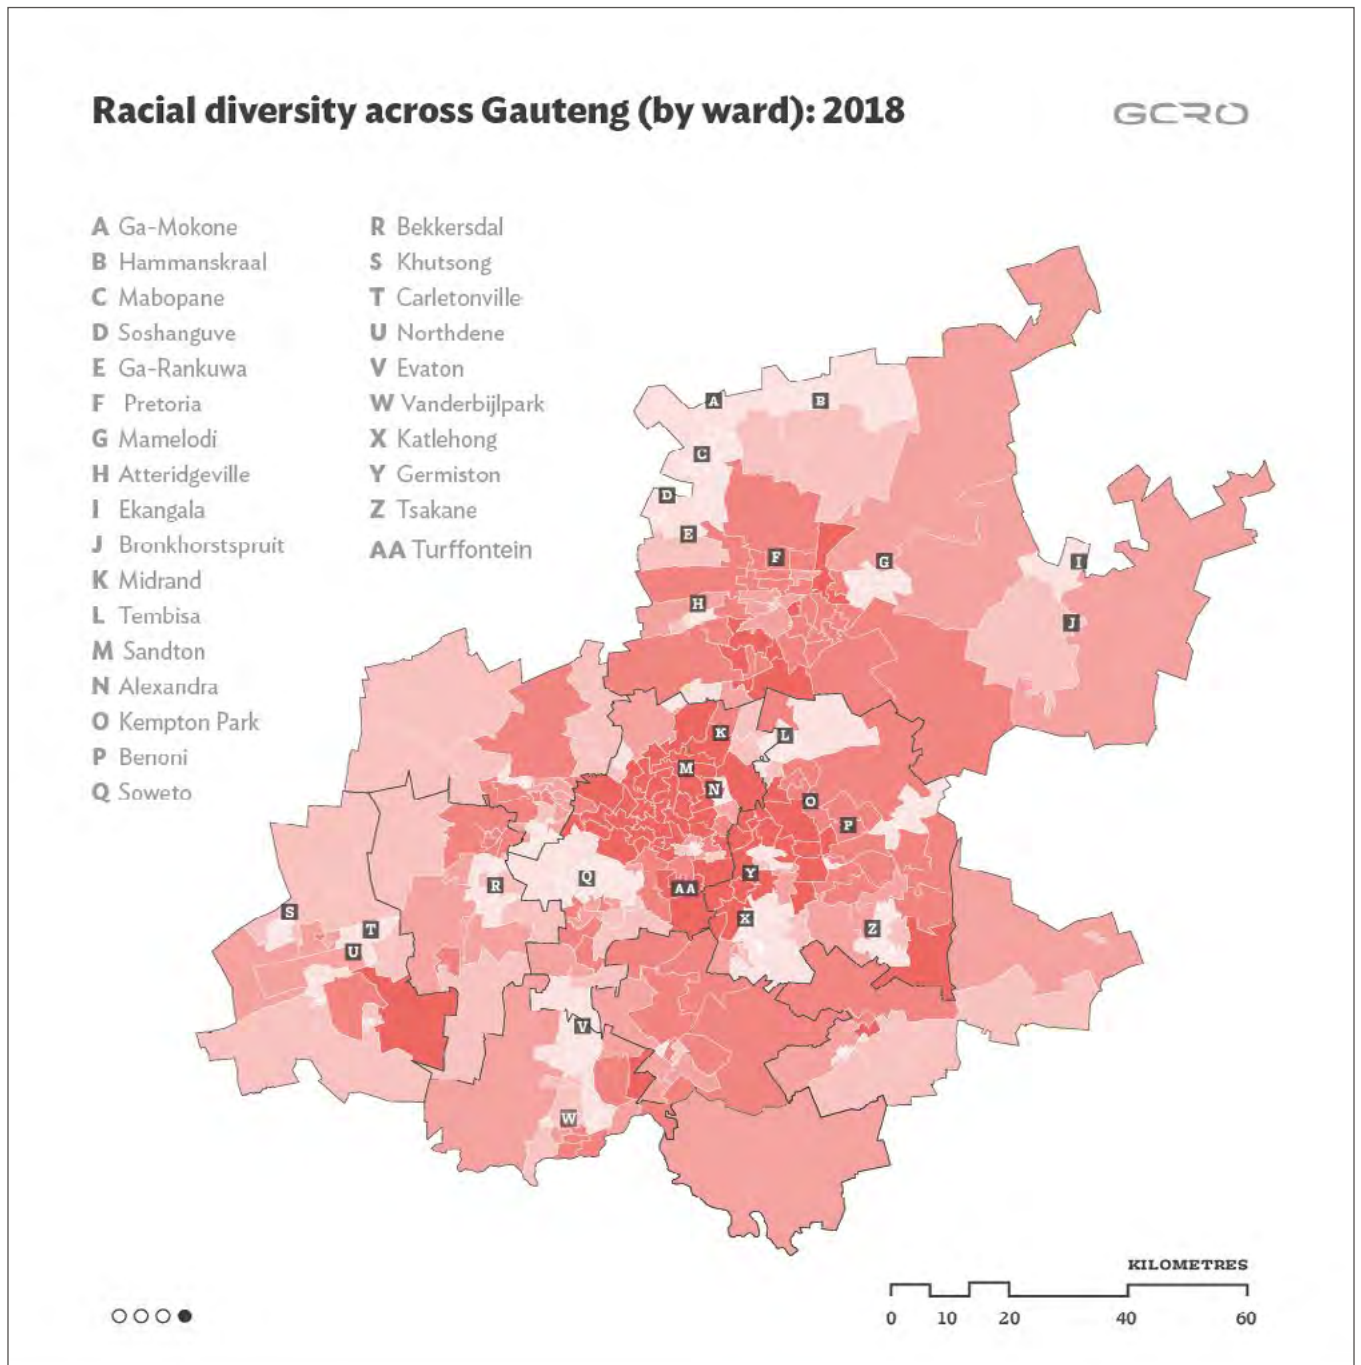 Racial diversity across Gauteng (by ward): 2018
GCRO
A Ga-Mokone
B Hammanskraal
C Mabopane
D Soshanguve
E Ga-Rankuwa
F Pretoria
G Mamelodi
H Atteridgeville
I Ekangala
J Bronkhorstspruit
K Midrand
L Tembisa
M Sandton
N Alexandra
O Kempton Park
P Benoni
Q Soweto
R Bekkersdal
S Khutsong
T Carletonville
U Northdene
V Evaton
W Vanderbijlpark
X Katlehong
Y Germiston
Z Tsakane
AA Turffontein
A
B
C
D
E
F
G
I
H
J
K
L
M
N
O
P
Y
Q
R
AA
S
X
T
Z
U
V
W
KILOMETRES
0 10 20 40 60